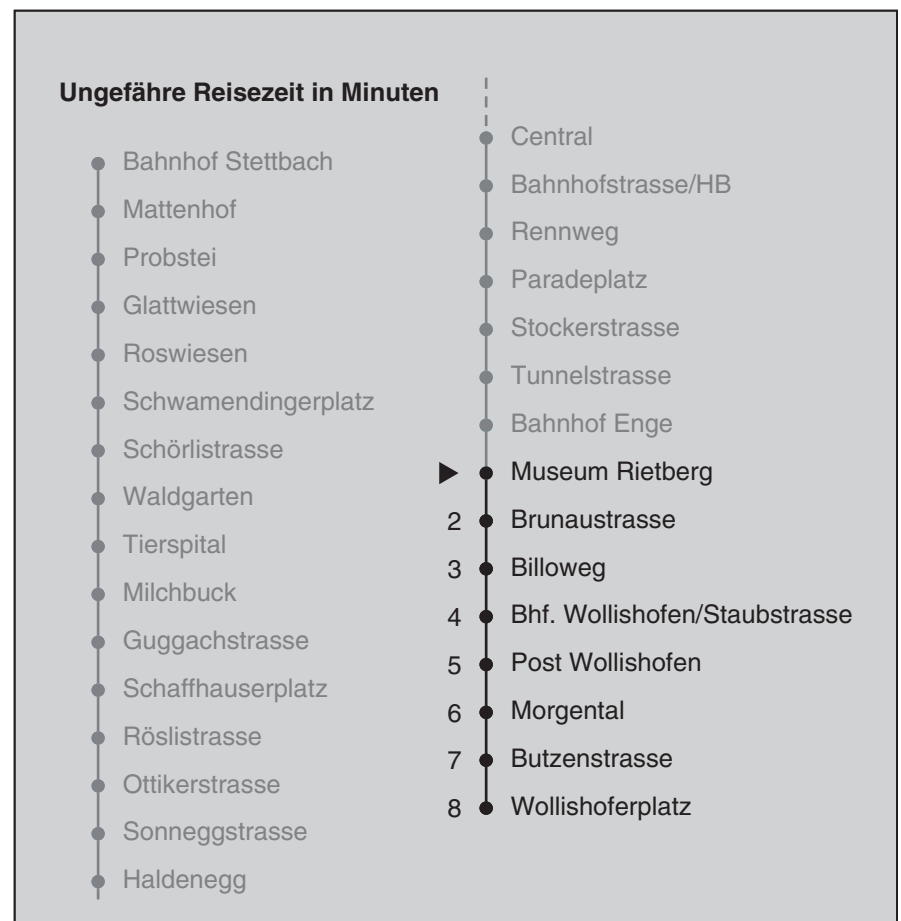 Ungefähre Reisezeit in Minuten
Bahnhof Stettbach
Mattenhof
Probstei
Glattwiesen
Roswiesen
Schwamendingerplatz
Schörlistrasse
Waldgarten
Tierspital
Milchbuck
Guggachstrasse
Schaffhauserplatz
Röslistrasse
Ottikerstrasse
Sonneggstrasse
Haldenegg
Central
Bahnhofstrasse/HB
Rennweg
Paradeplatz
Stockerstrasse
Tunnelstrasse
Bahnhof Enge
Museum Rietberg
2 Brunaustrasse
3 Billoweg
4 Bhf. Wollishofen/Staubstrasse
5 Post Wollishofen
6 Morgental
7 Butzenstrasse
8 Wollishoferplatz